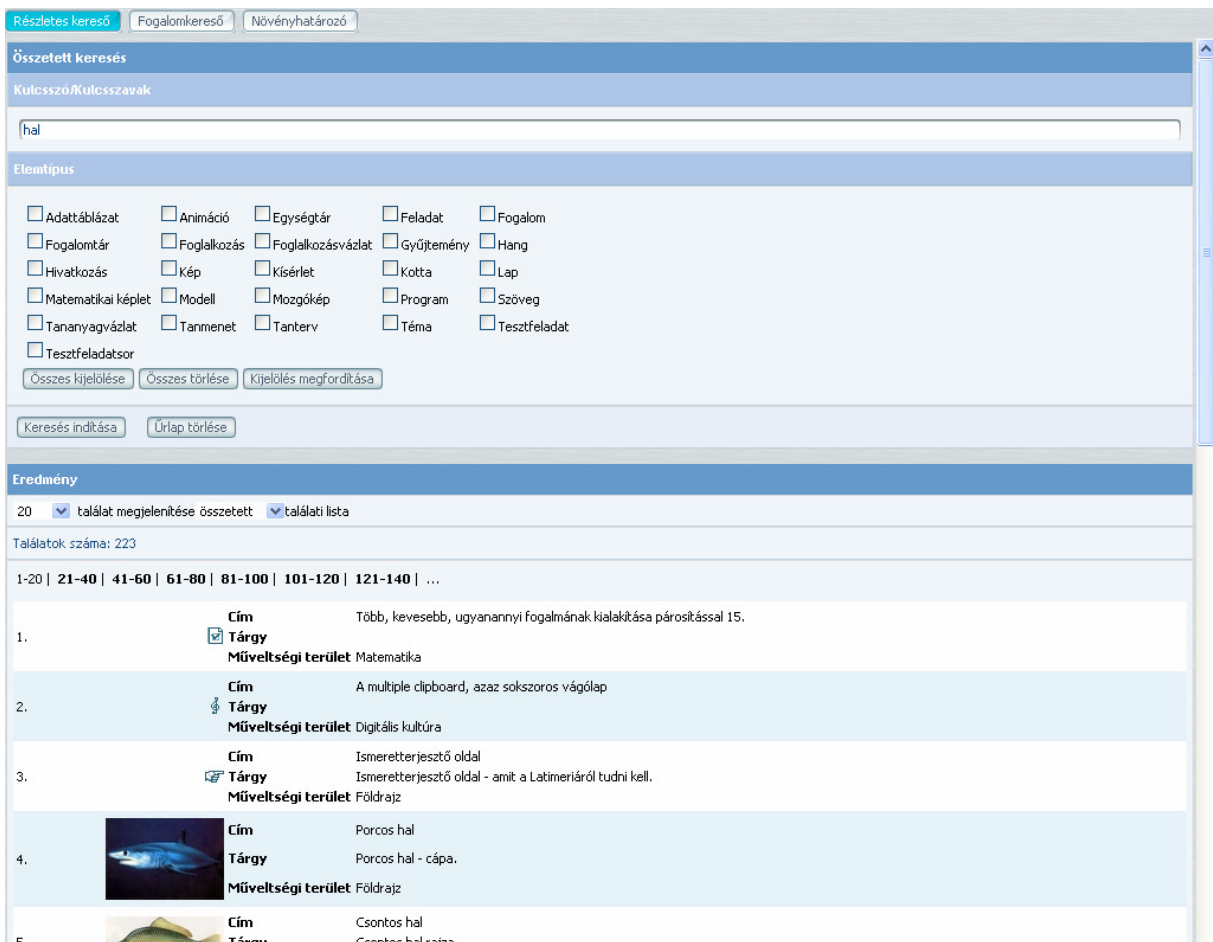 Részletes kereső Fogalomkereső Növényhatározó
Összetett keresés
Kulcsszó/Kulcsszavak
hal
Elemtípus
Adattáblázat Animáció Egységtár Feladat Fogalom
Fogalomtár Foglalkozás Foglalkozásvázlat Gyűjtemény Hang
Hivatkozás Kép Kísérlet Kotta Lap
Matematikai képlet Modell Mozgókép Program Szöveg
Tananyagvázlat Tanmenet Tanterv Téma Tesztfeladat
Tesztfeladatsor
Összes kijelölése Összes törlése Kijelölés megfordítása
Keresés indítása Űrlap törlése
Eredmény
20 találat megjelenítése összetett találati lista
Találatok száma: 223
1-20 | 21-40 | 41-60 | 61-80 | 81-100 | 101-120 | 121-140 | ...
Cím Több, kevesebb, ugyanannyi fogalmának kialakítása párosítással 15.
1. Tárgy
Műveltségi terület Matematika
Cím A multiple clipboard, azaz sokszoros vágólap
2. Tárgy
Műveltségi terület Digitális kultúra
Cím Ismeretterjesztő oldal
3. Tárgy Ismeretterjesztő oldal - amit a Latimeriáról tudni kell.
Műveltségi terület Földrajz
Cím Porcos hal
4. Tárgy Porcos hal - cápa.
Műveltségi terület Földrajz
Cím Csontos hal
5. Tárgy Csontos hal rajza